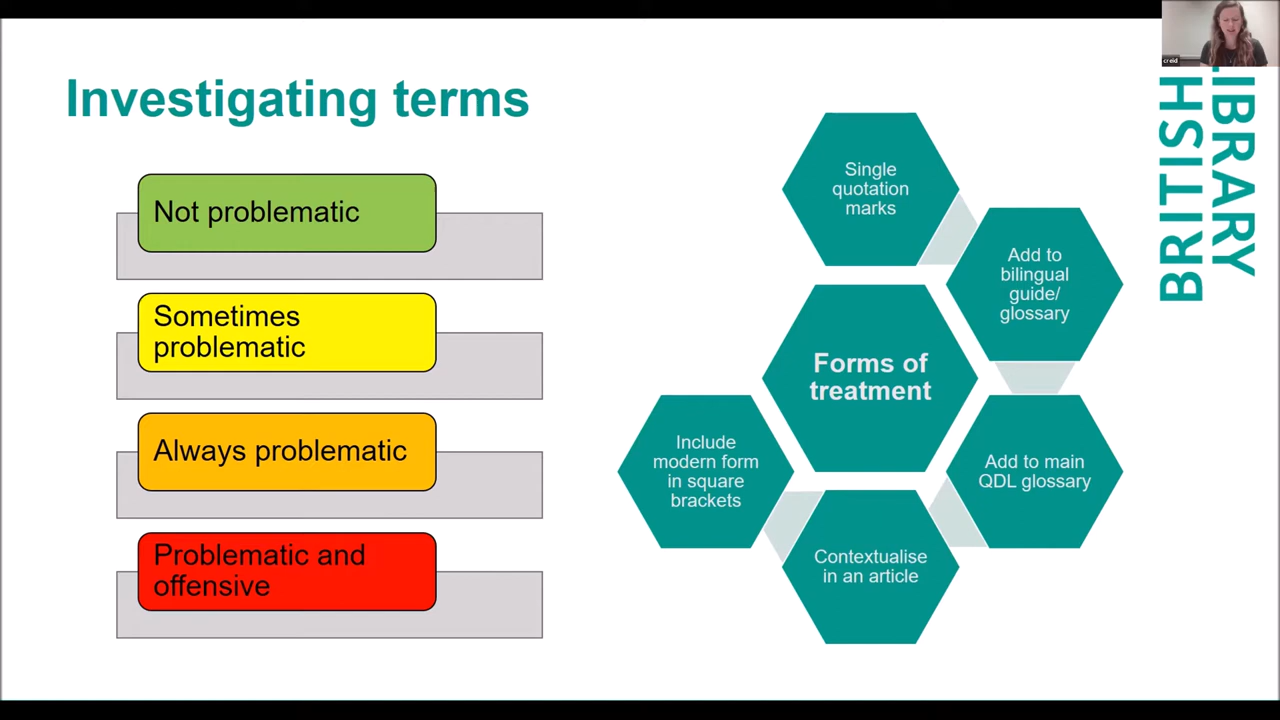 Investigating terms
Not problematic
Sometimes
problematic
Always problematic
Problematic and
offensive
Single
quotation
marks
Add to
bilingual
guide/
glossary
Forms of
treatment
Add to main
QDL glossary
Contextualise
in an article
Include
modern form
in square
brackets
BRITISH
LIBRARY
creid